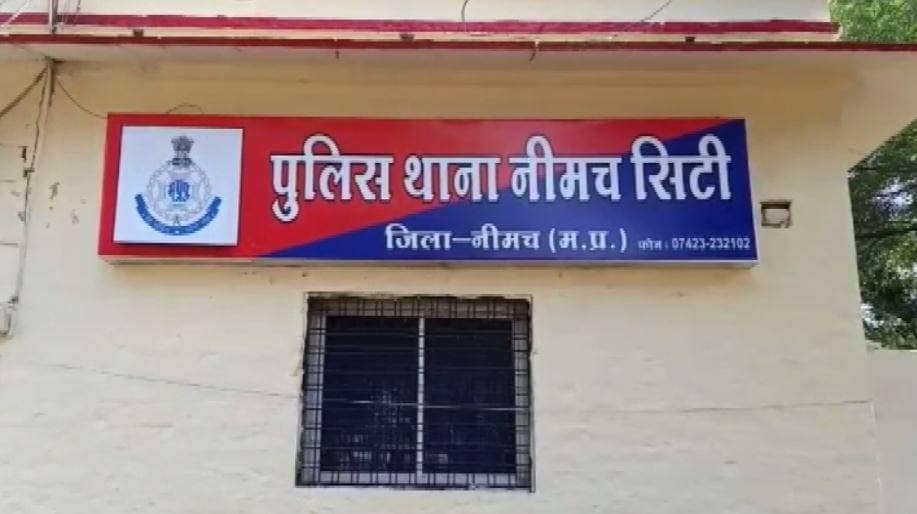 पुलिस थाना नीमच सिटी
जिला-नीमच (म.प्र.) फोन : 07423-232102